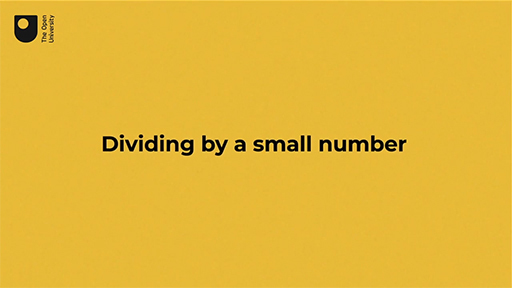 The Open
University
Dividing by a small number